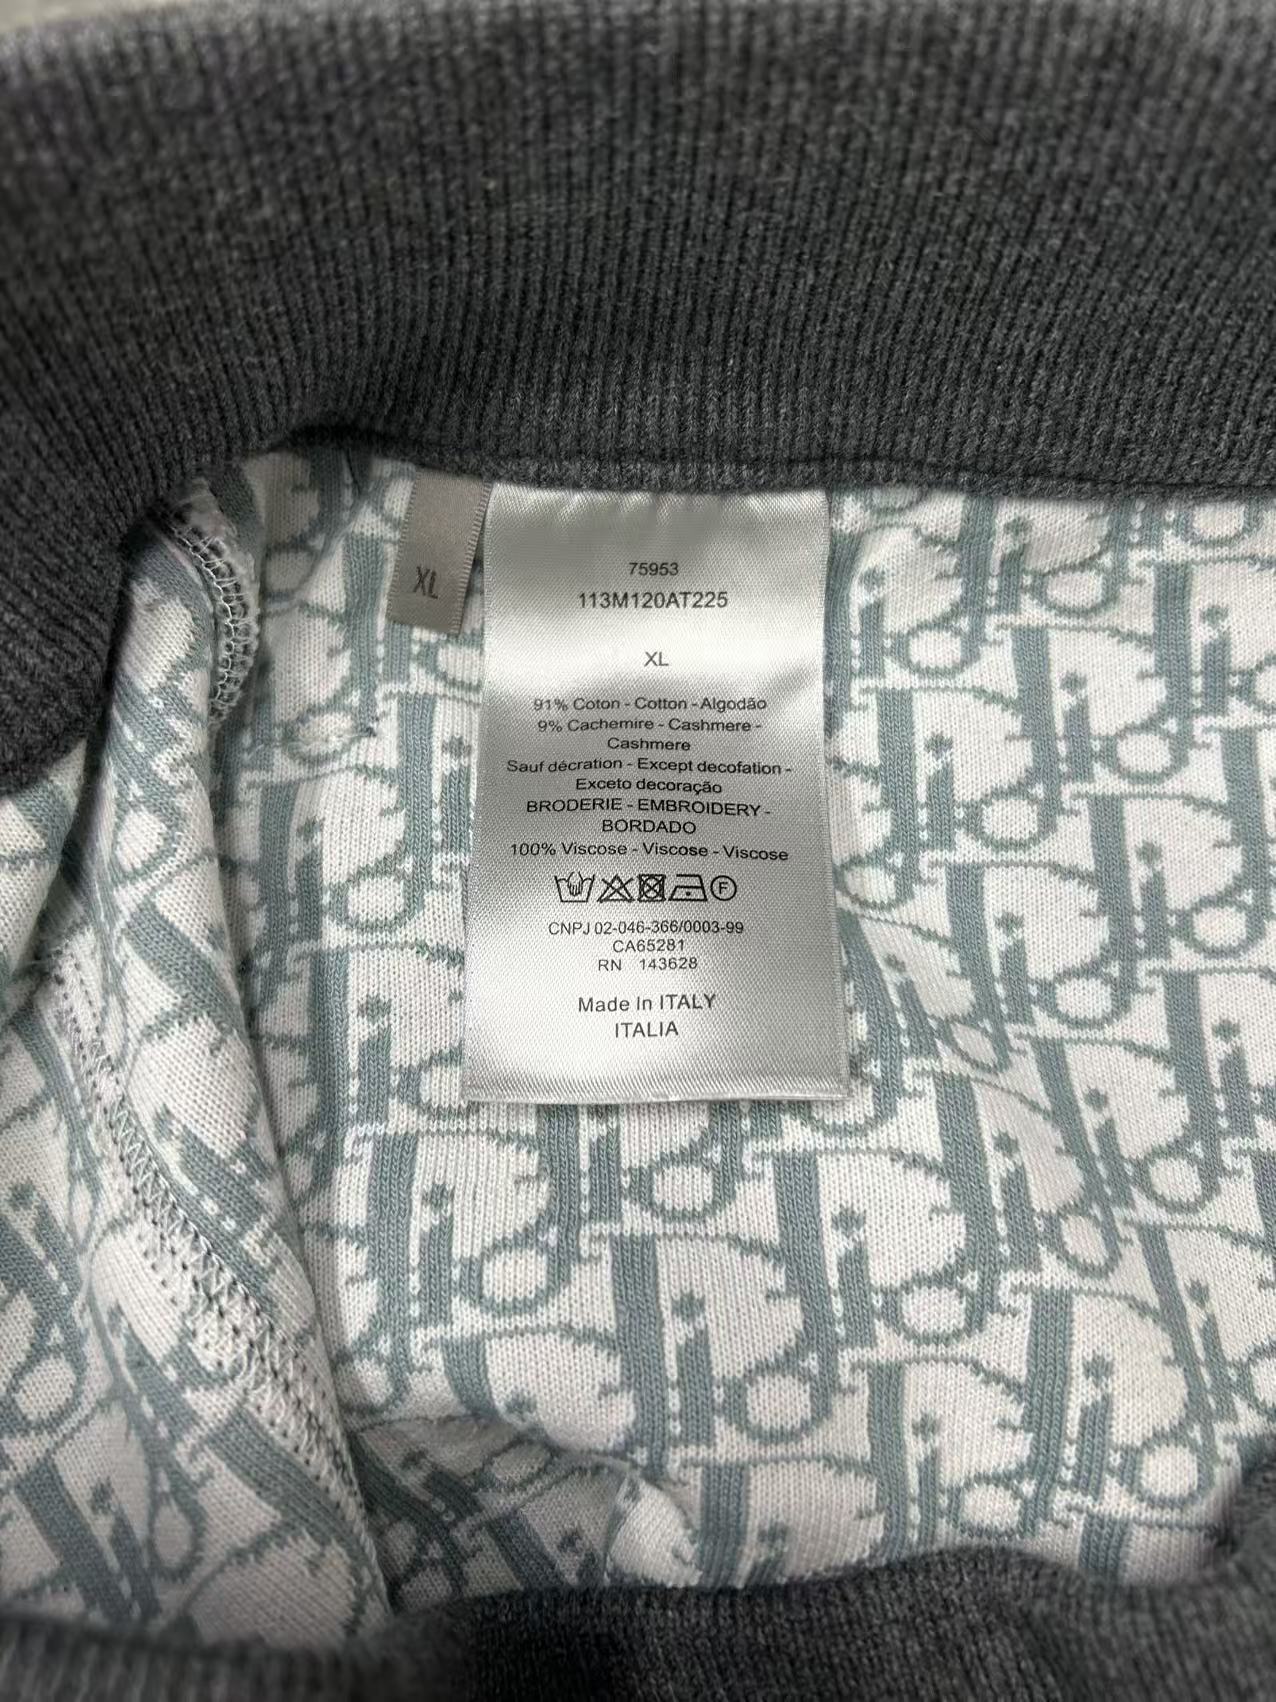 XL
75953
113M120AT225
XL
91% Coton - Cotton - Algodão
9% Cachemire - Cashmere -
Cashmere
Sauf décration - Except decofation -
Exceto decoração
BRODERIE - EMBROIDERY -
BORDADO
100% Viscose - Viscose - Viscose
F
CNPJ 02-046-366/0003-99
CA65281
RN 143628
Made In ITALY
ITALIA